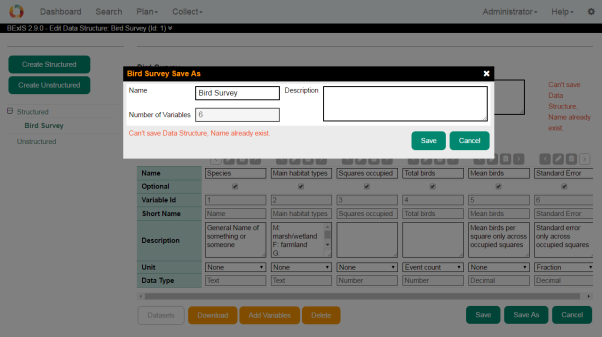 Dashboard Search Plan Collect Administrator Help
BExIS 2.9.0 - Edit Data Structure: Bird Survey (Id: 1)
Create Structured
Create Unstructured
Structured
Bird Survey
Unstructured
Bird Survey Save As
Name Bird Survey Description
Number of Variables 6
Can't save Data Structure, Name already exist.
Save Cancel
Can't save
Data
Structure,
Name already
exist.
Name Species Main habitat types Squares occupied Total birds Mean birds Standard Error
Optional
Variable Id 1 2 3 4 5 6
Short Name Name Main habitat types Squares occupied Total birds Mean birds Standard Error
Description
General Name of
something or
someone
M:
marsh/wetland
F: farmland
G:
Mean birds per
square only across
occupied squares
Standard error
only across
occupied squares
Unit None None None Event count None Fraction
Data Type Text Text Number Number Decimal Decimal
Datasets Download Add Variables Delete Save Save As Cancel